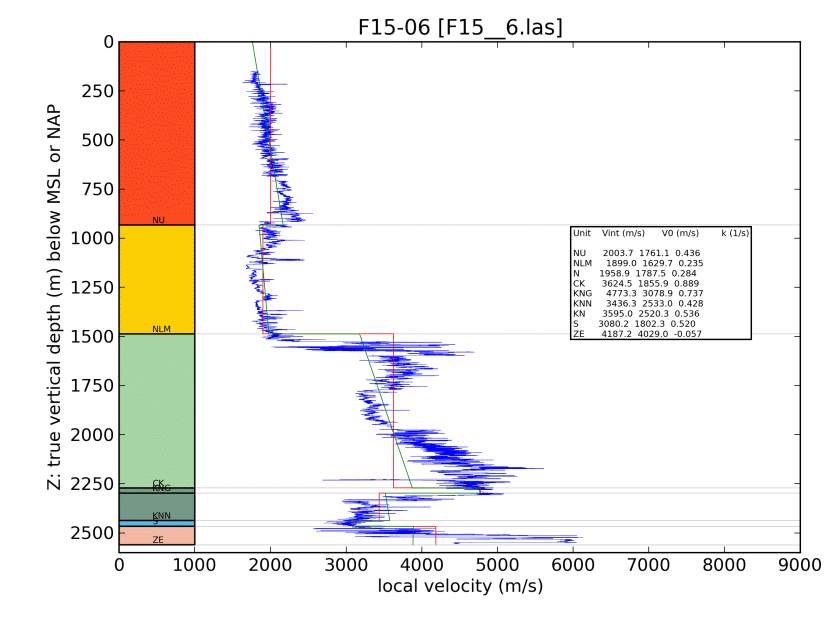 F15-06 [F15__6.las]
0
250
500
750
1000
1250
1500
1750
2000
2250
2500
Z: true vertical depth (m) below MSL or NAP
NU
NLM
CK
KNG
KNN
S
ZE
Unit Vint (m/s) V0 (m/s) k (1/s)
NU 2003.7 1761.1 0.436
NLM 1899.0 1629.7 0.235
N 1958.9 1787.5 0.284
CK 3624.5 1855.9 0.889
KNG 4773.3 3078.9 0.737
KNN 3436.3 2533.0 0.428
KN 3595.0 2520.3 0.536
S 3080.2 1802.3 0.520
ZE 4187.2 4029.0 -0.057
0 1000 2000 3000 4000 5000 6000 7000 8000 9000
local velocity (m/s)